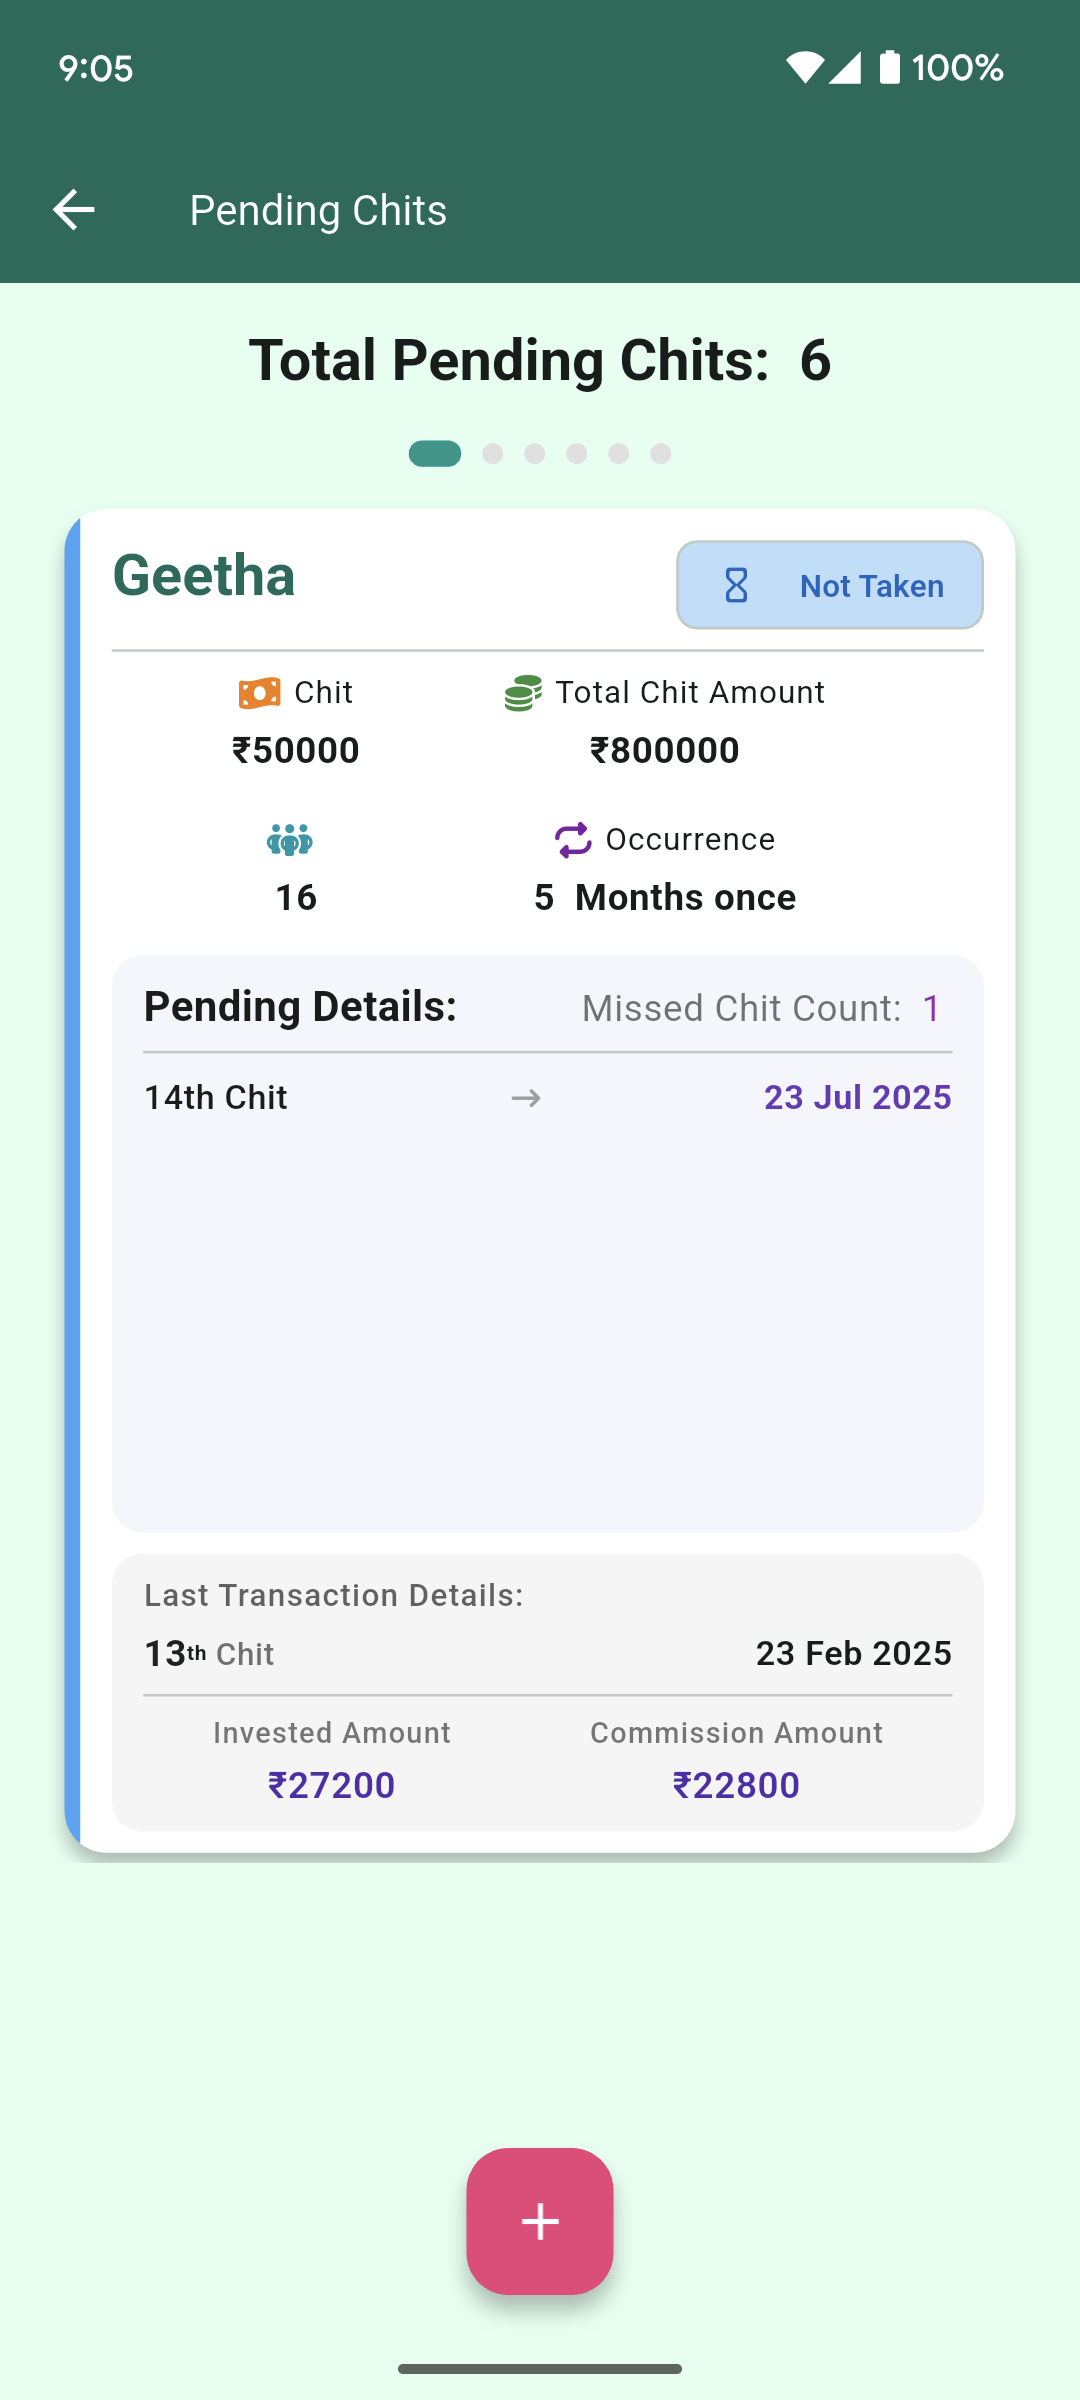 9:05 100%
Pending Chits
Total Pending Chits: 6
Geetha Not Taken
Chit Total Chit Amount
₹50000 ₹800000
Occurrence
16 5 Months once
Pending Details: Missed Chit Count: 1
14th Chit → 23 Jul 2025
Last Transaction Details:
13th Chit 23 Feb 2025
Invested Amount Commission Amount
₹27200 ₹22800